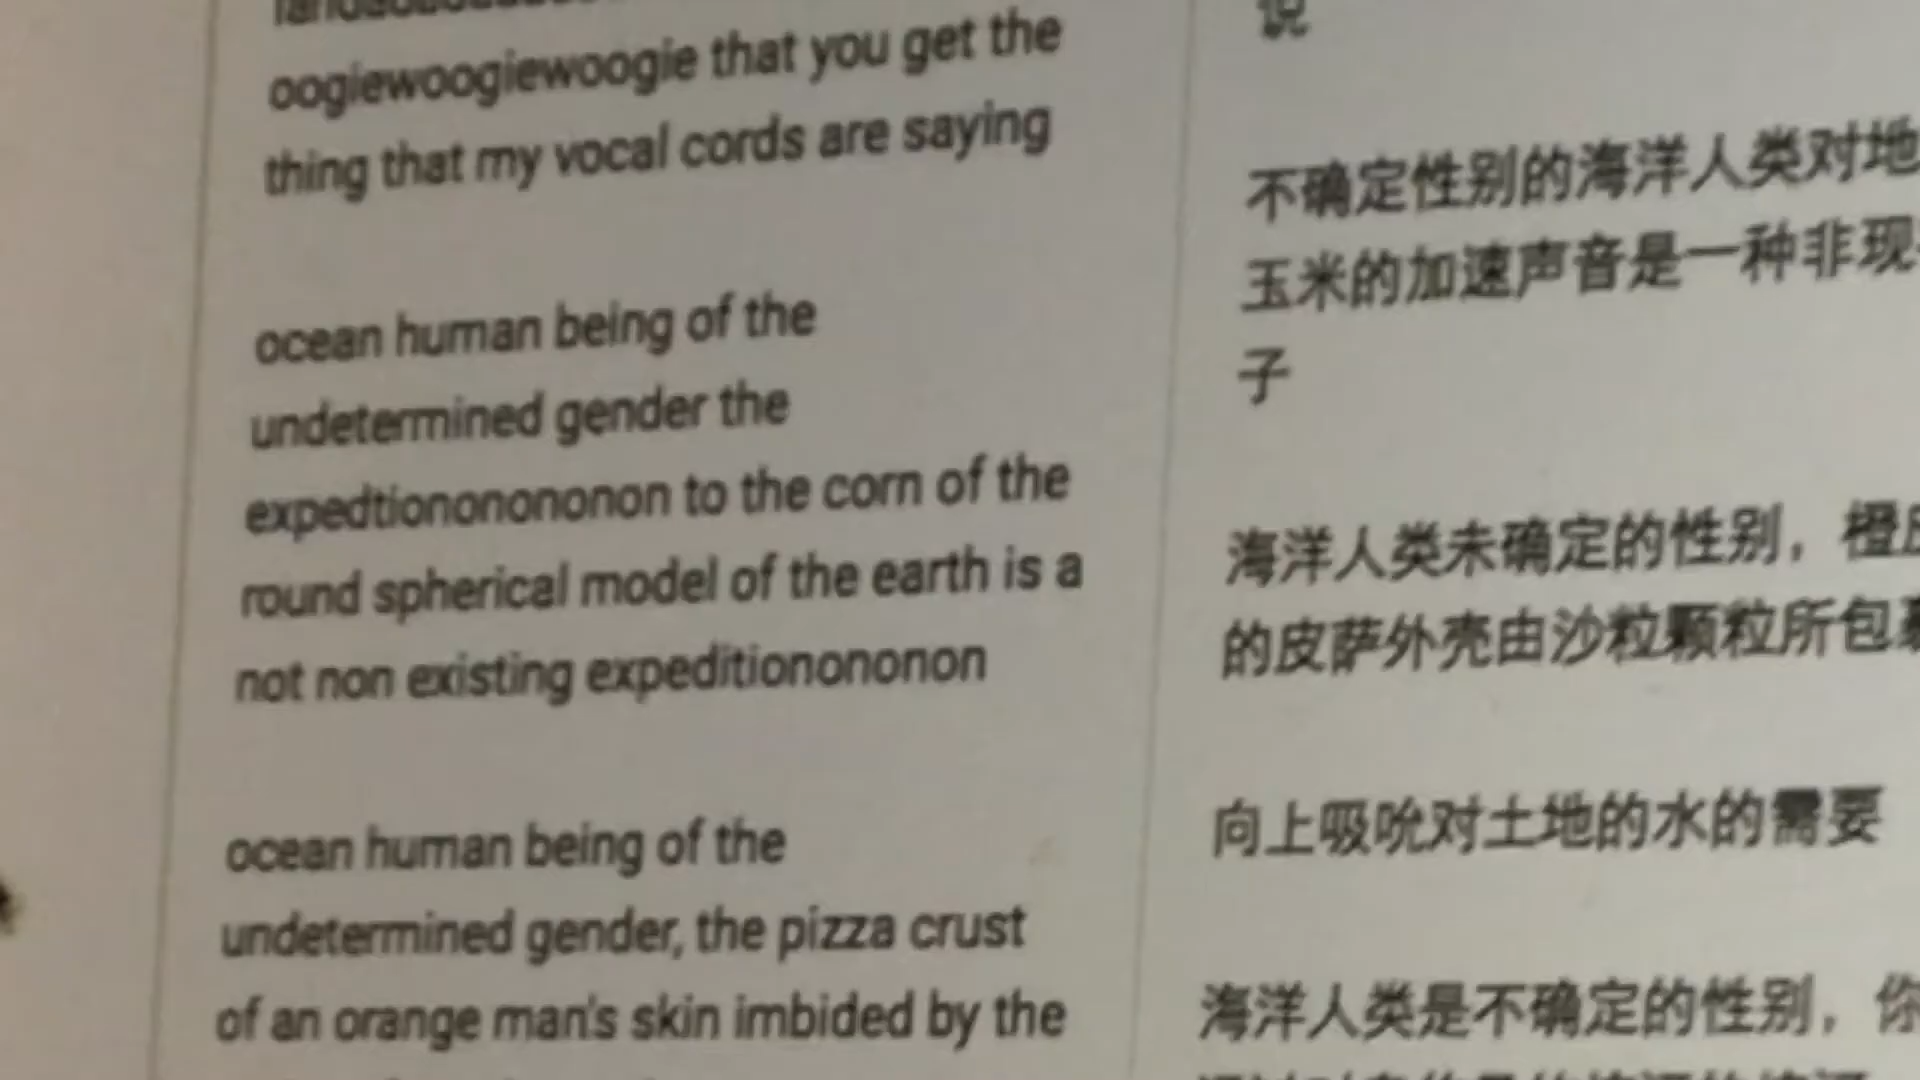 oogiewoogiewoogie that you get the
thing that my vocal cords are saying
ocean human being of the
undetermined gender the
expedtionononononon to the corn of the
round spherical model of the earth is a
not non existing expeditionononon
ocean human being of the
undetermined gender, the pizza crust
of an orange man's skin imbided by the
说
不确定性别的海洋人类对地
玉米的加速声音是一种非现
子
海洋人类未确定的性别，橙皮
的皮萨外壳由沙粒颗粒所包裹
向上吸吮对土地的水的需要
海洋人类是不确定的性别，你